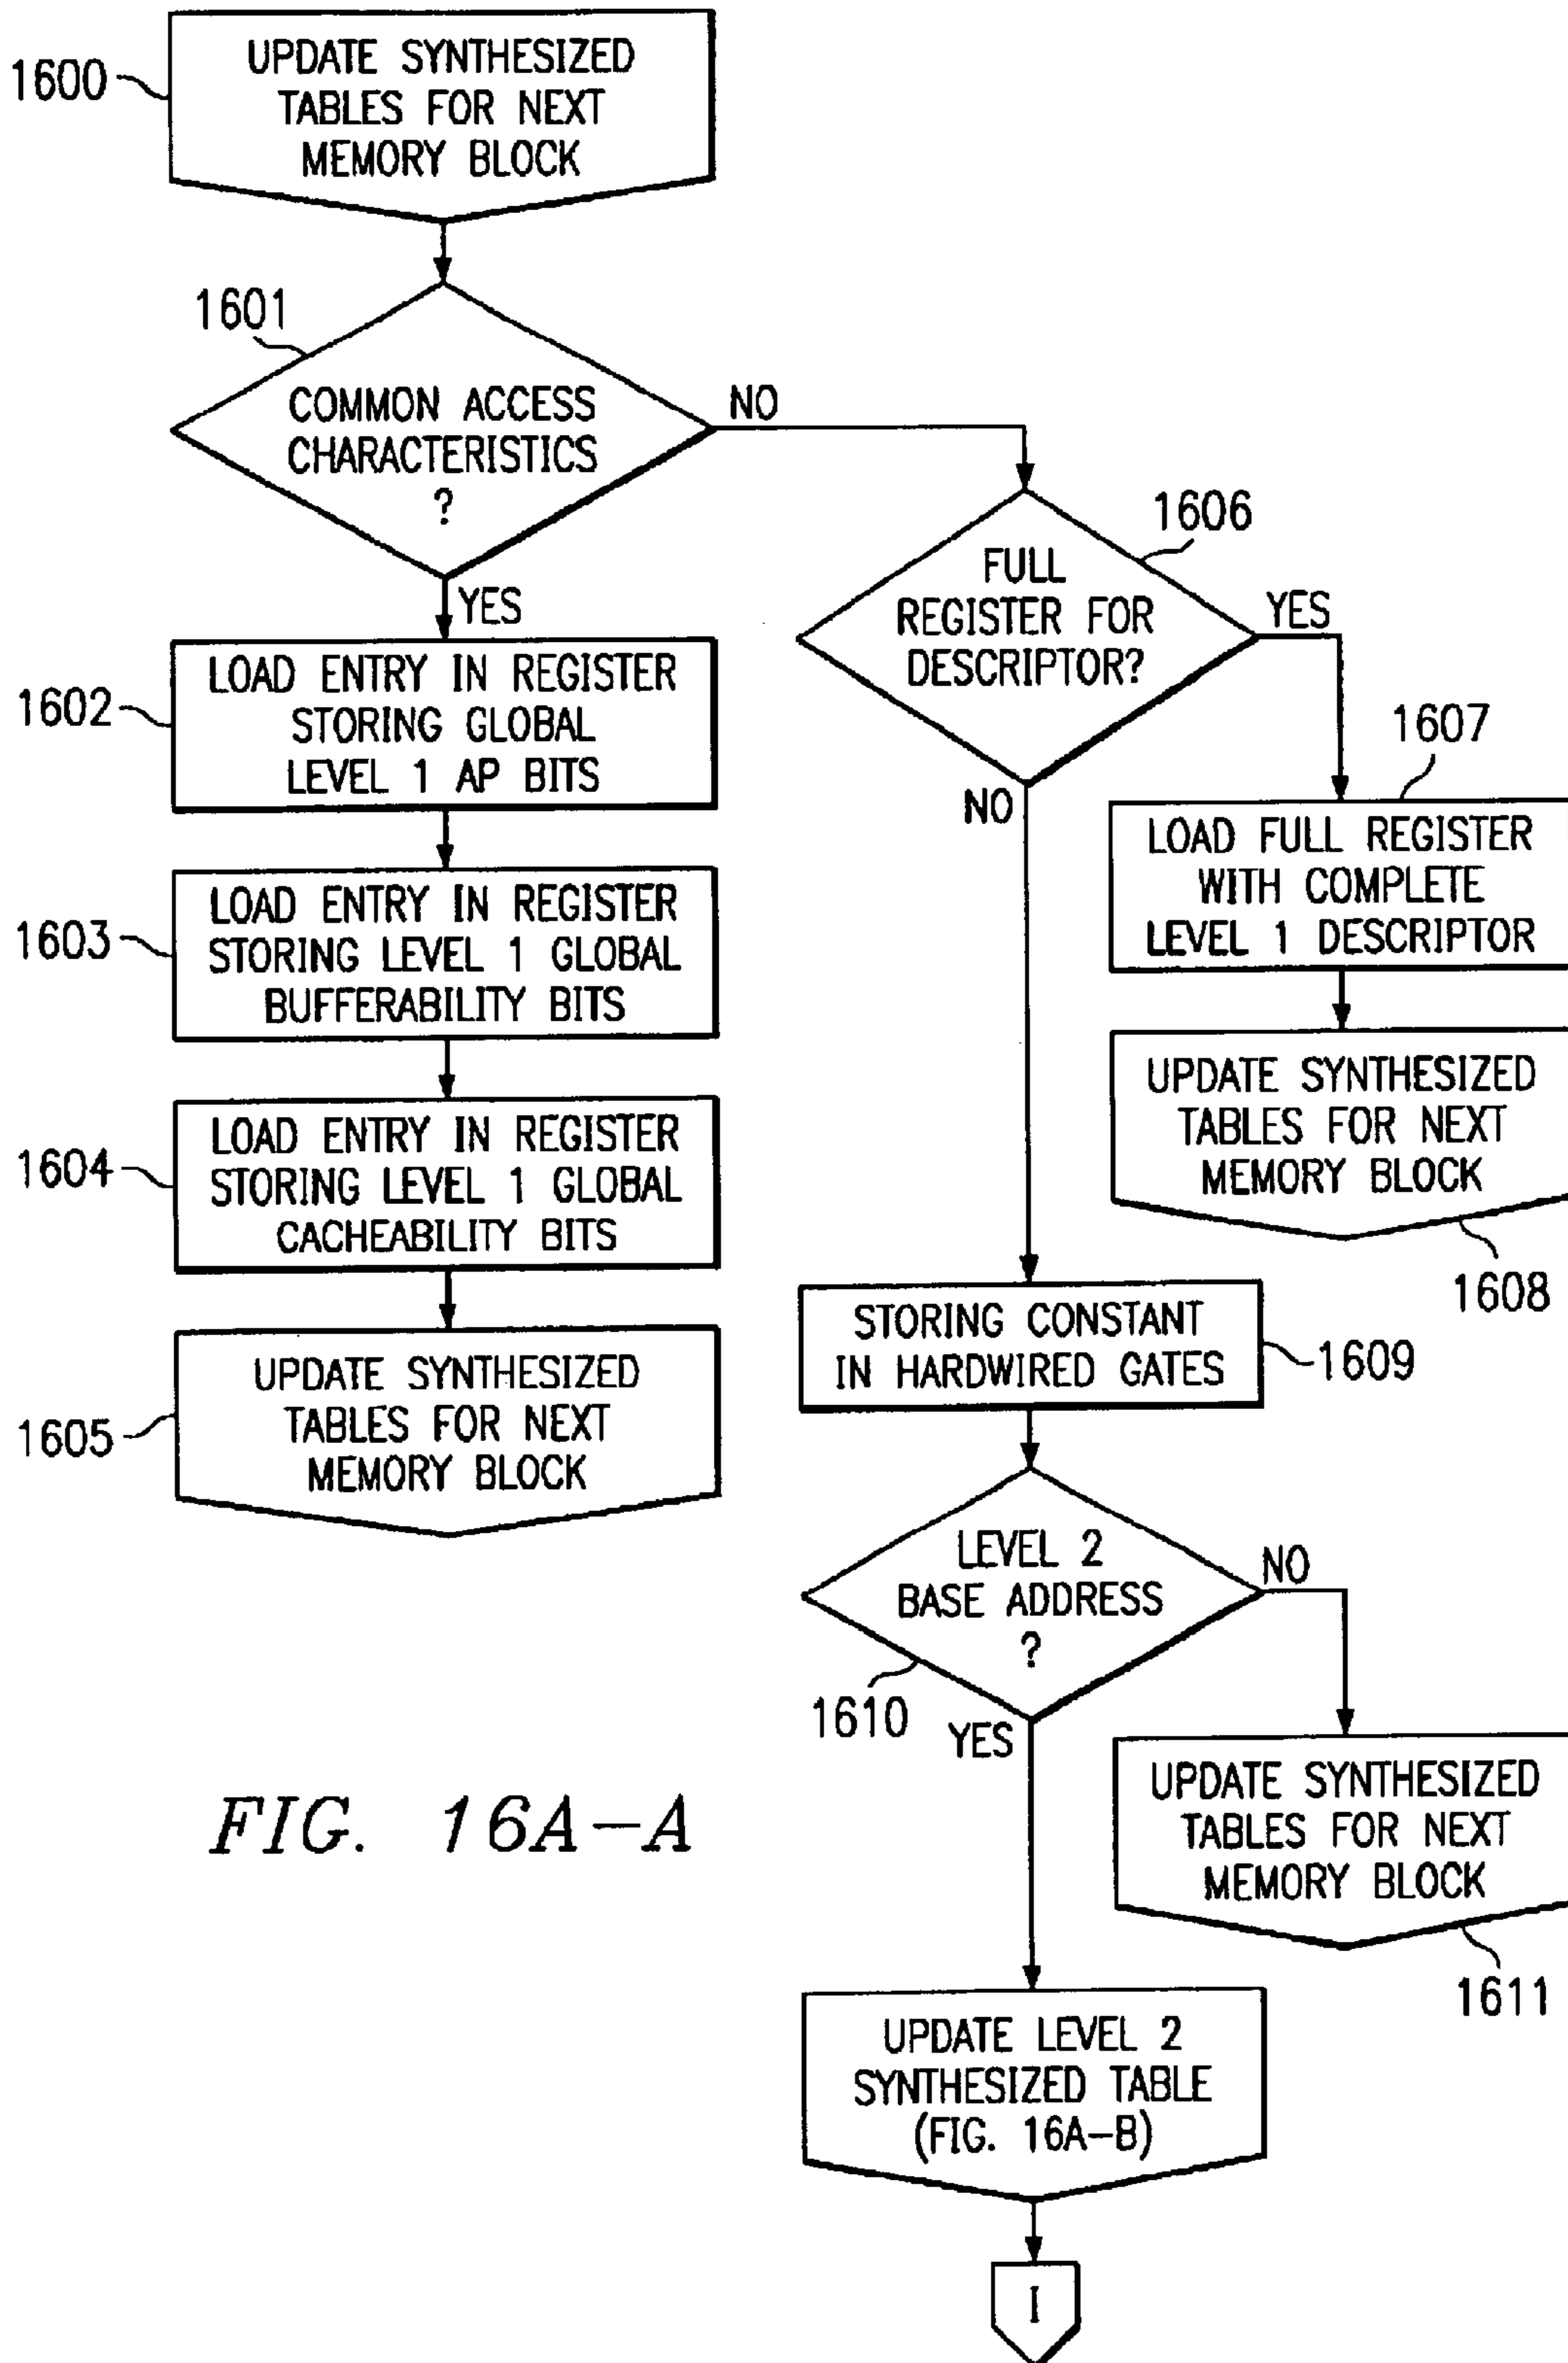 1600
UPDATE SYNTHESIZED
TABLES FOR NEXT
MEMORY BLOCK
1601
COMMON ACCESS
CHARACTERISTICS
?
NO
YES
1602
LOAD ENTRY IN REGISTER
STORING GLOBAL
LEVEL 1 AP BITS
1603
LOAD ENTRY IN REGISTER
STORING LEVEL 1 GLOBAL
BUFFERABILITY BITS
1604
LOAD ENTRY IN REGISTER
STORING LEVEL 1 GLOBAL
CACHEABILITY BITS
1605
UPDATE SYNTHESIZED
TABLES FOR NEXT
MEMORY BLOCK
1606
FULL
REGISTER FOR
DESCRIPTOR?
YES
NO
1607
LOAD FULL REGISTER
WITH COMPLETE
LEVEL 1 DESCRIPTOR
UPDATE SYNTHESIZED
TABLES FOR NEXT
MEMORY BLOCK
1608
STORING CONSTANT
IN HARDWIRED GATES
1609
LEVEL 2
BASE ADDRESS
?
NO
1610
YES
UPDATE SYNTHESIZED
TABLES FOR NEXT
MEMORY BLOCK
1611
UPDATE LEVEL 2
SYNTHESIZED TABLE
(FIG. 16A-B)
I
FIG. 16A-A